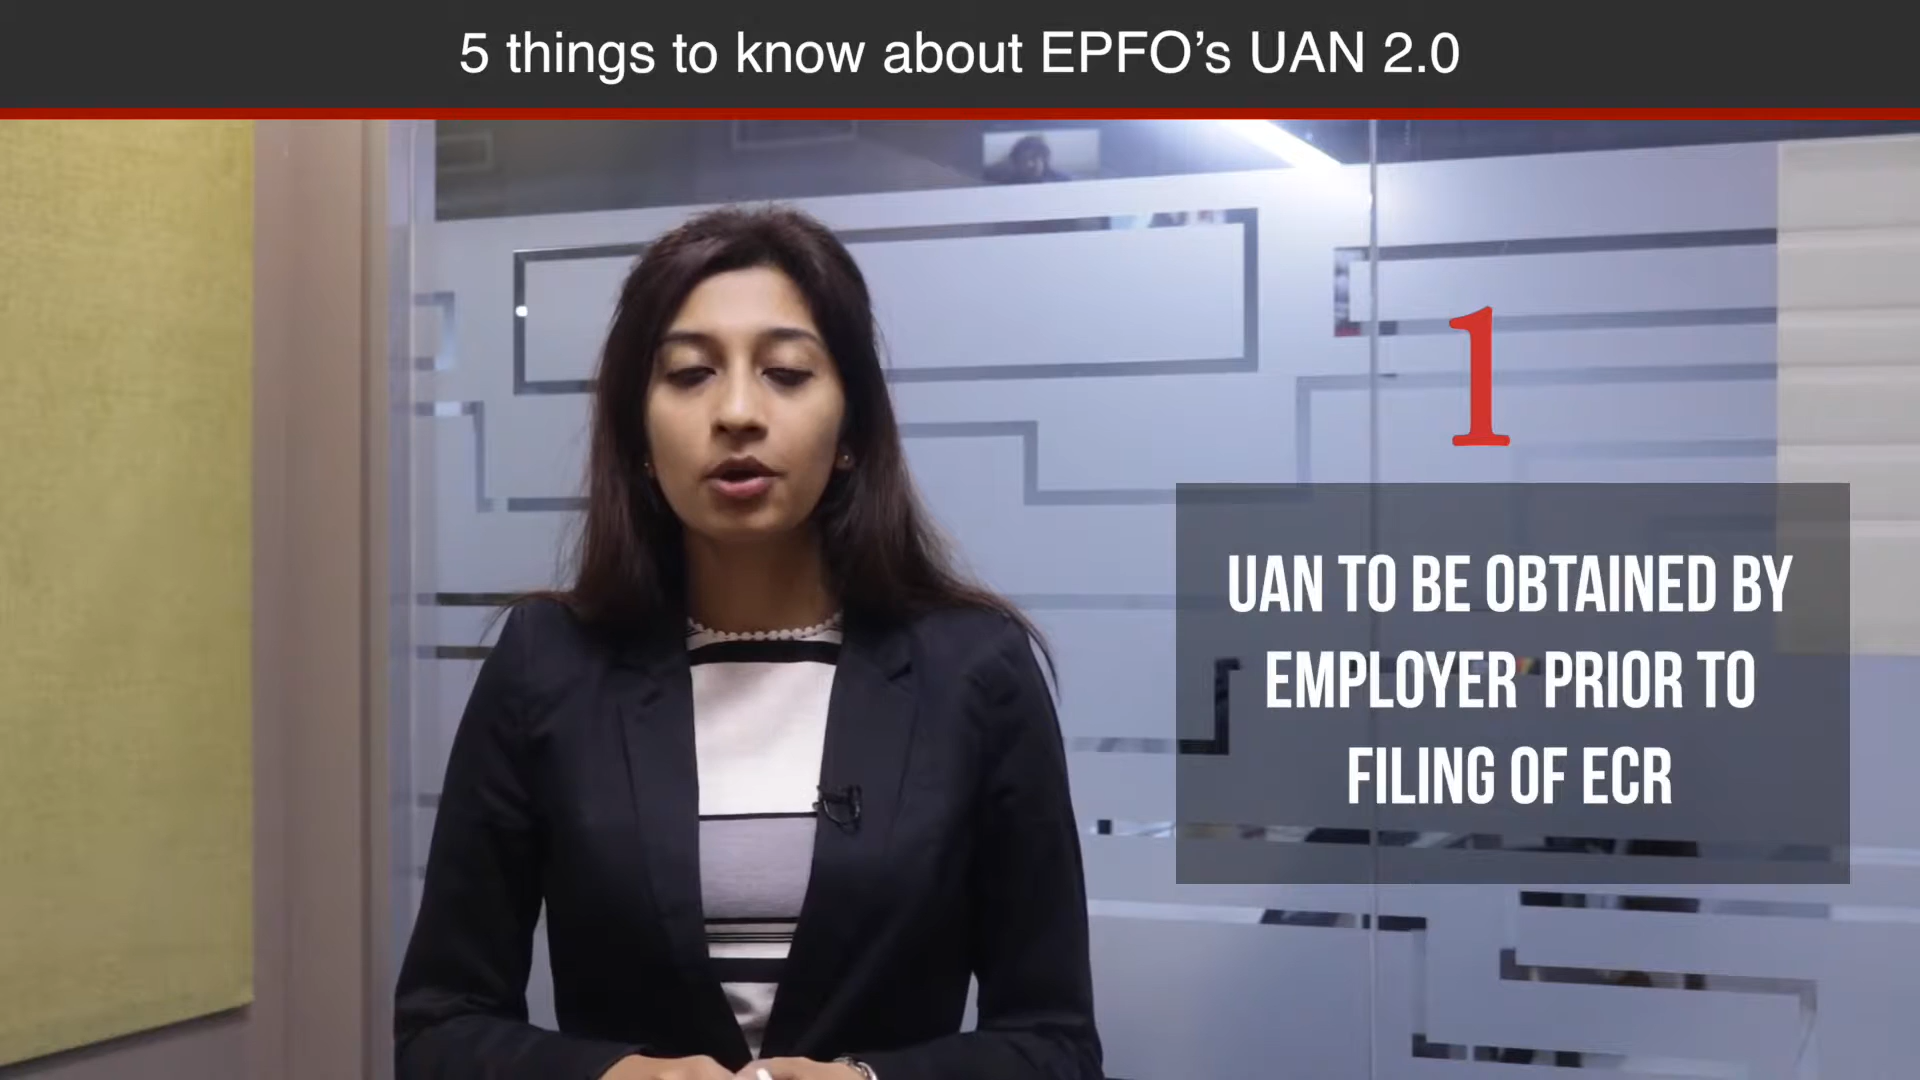 5 things to know about EPFO’s UAN 2.0
1
UAN TO BE OBTAINED BY
EMPLOYER PRIOR TO
FILING OF ECR